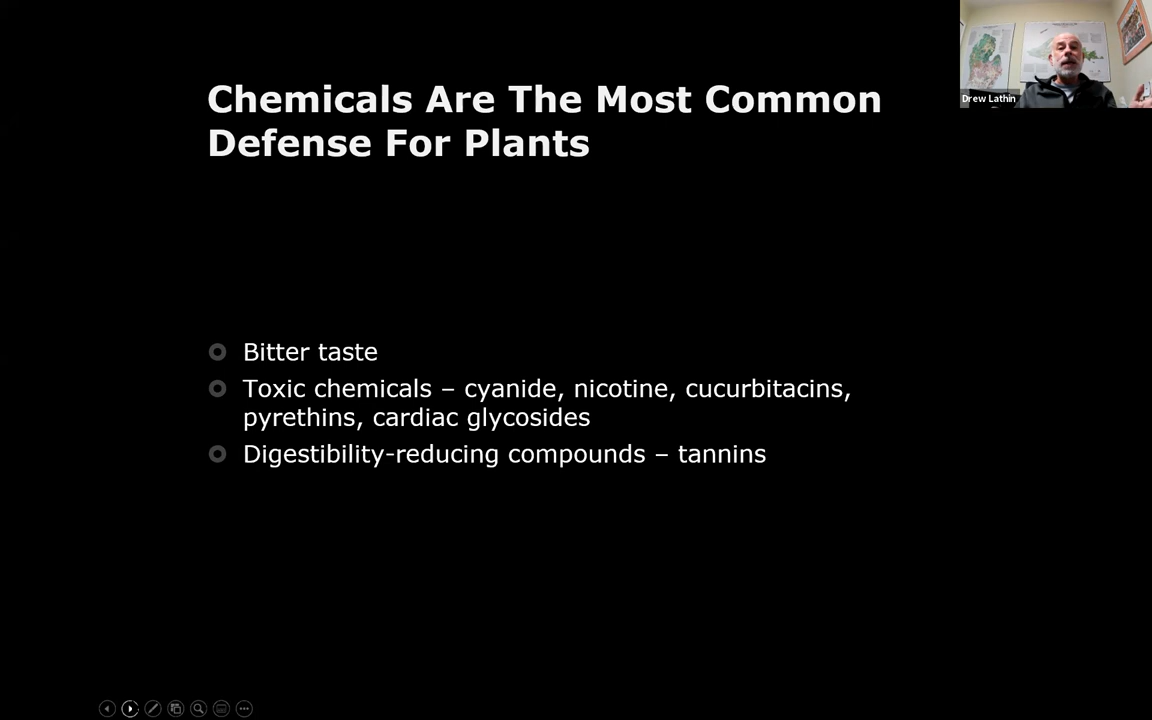 Chemicals Are The Most Common
Defense For Plants
Drew Lathin
Bitter taste
Toxic chemicals – cyanide, nicotine, cucurbitacins,
pyrethins, cardiac glycosides
Digestibility-reducing compounds – tannins